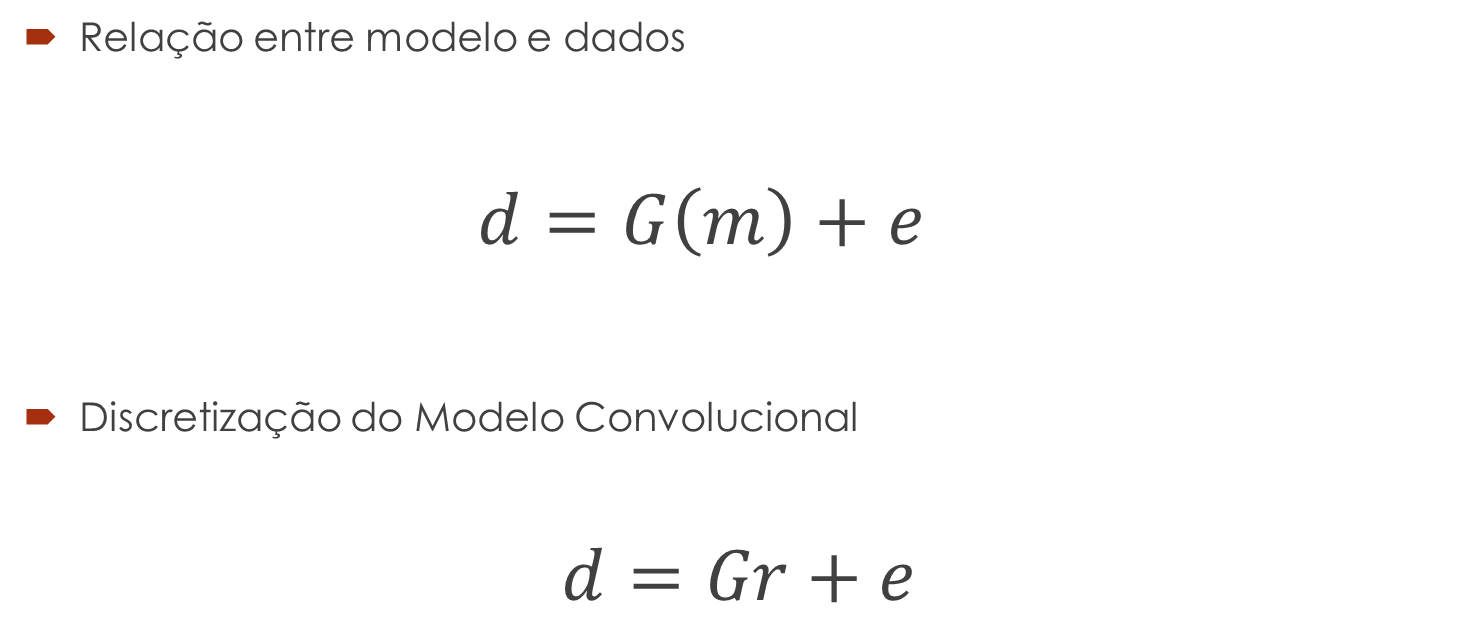 Relação entre modelo e dados
d = G(m) + e
Discretização do Modelo Convolucional
d = Gr + e